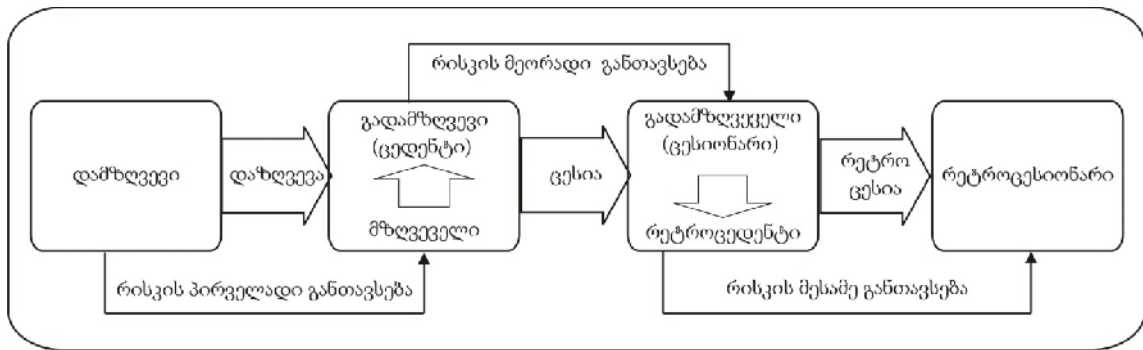 რისკის მეორადი განთავსება
დამზღვევი
დაზღვევა
გადამზღვევი
(ცედენტი)
მზღვეველი
ცესია
გადამზღვეველი
(ცესიონარი)
რეტროცედენტი
რეტრო
ცესია
რეტროცესიონარი
რისკის პირველადი განთავსება
რისკის მესამე განთავსება